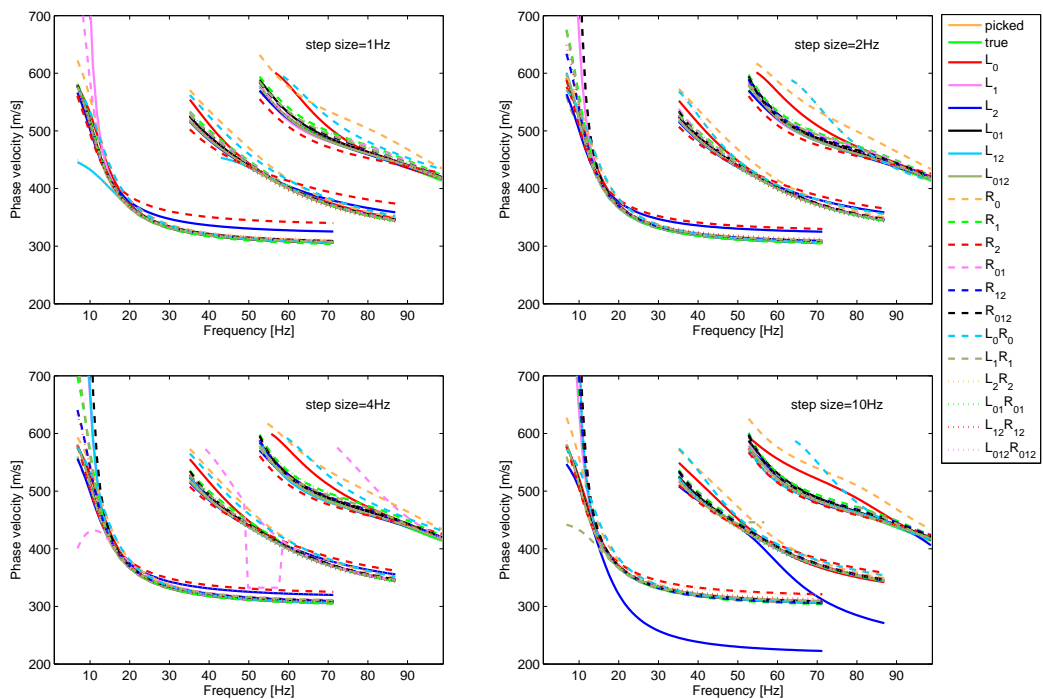 700
600
500
400
300
200
10 20 30 40 50 60 70 80 90
Frequency [Hz]
Phase velocity [m/s]
step size=1Hz
700
600
500
400
300
200
10 20 30 40 50 60 70 80 90
Frequency [Hz]
Phase velocity [m/s]
step size=2Hz
picked
true
L0
L1
L2
L01
L12
L012
R0
R1
R2
R01
R12
R012
L0R0
L1R1
L2R2
L01R01
L12R12
L012R012
700
600
500
400
300
200
10 20 30 40 50 60 70 80 90
Frequency [Hz]
Phase velocity [m/s]
step size=4Hz
700
600
500
400
300
200
10 20 30 40 50 60 70 80 90
Frequency [Hz]
Phase velocity [m/s]
step size=10Hz